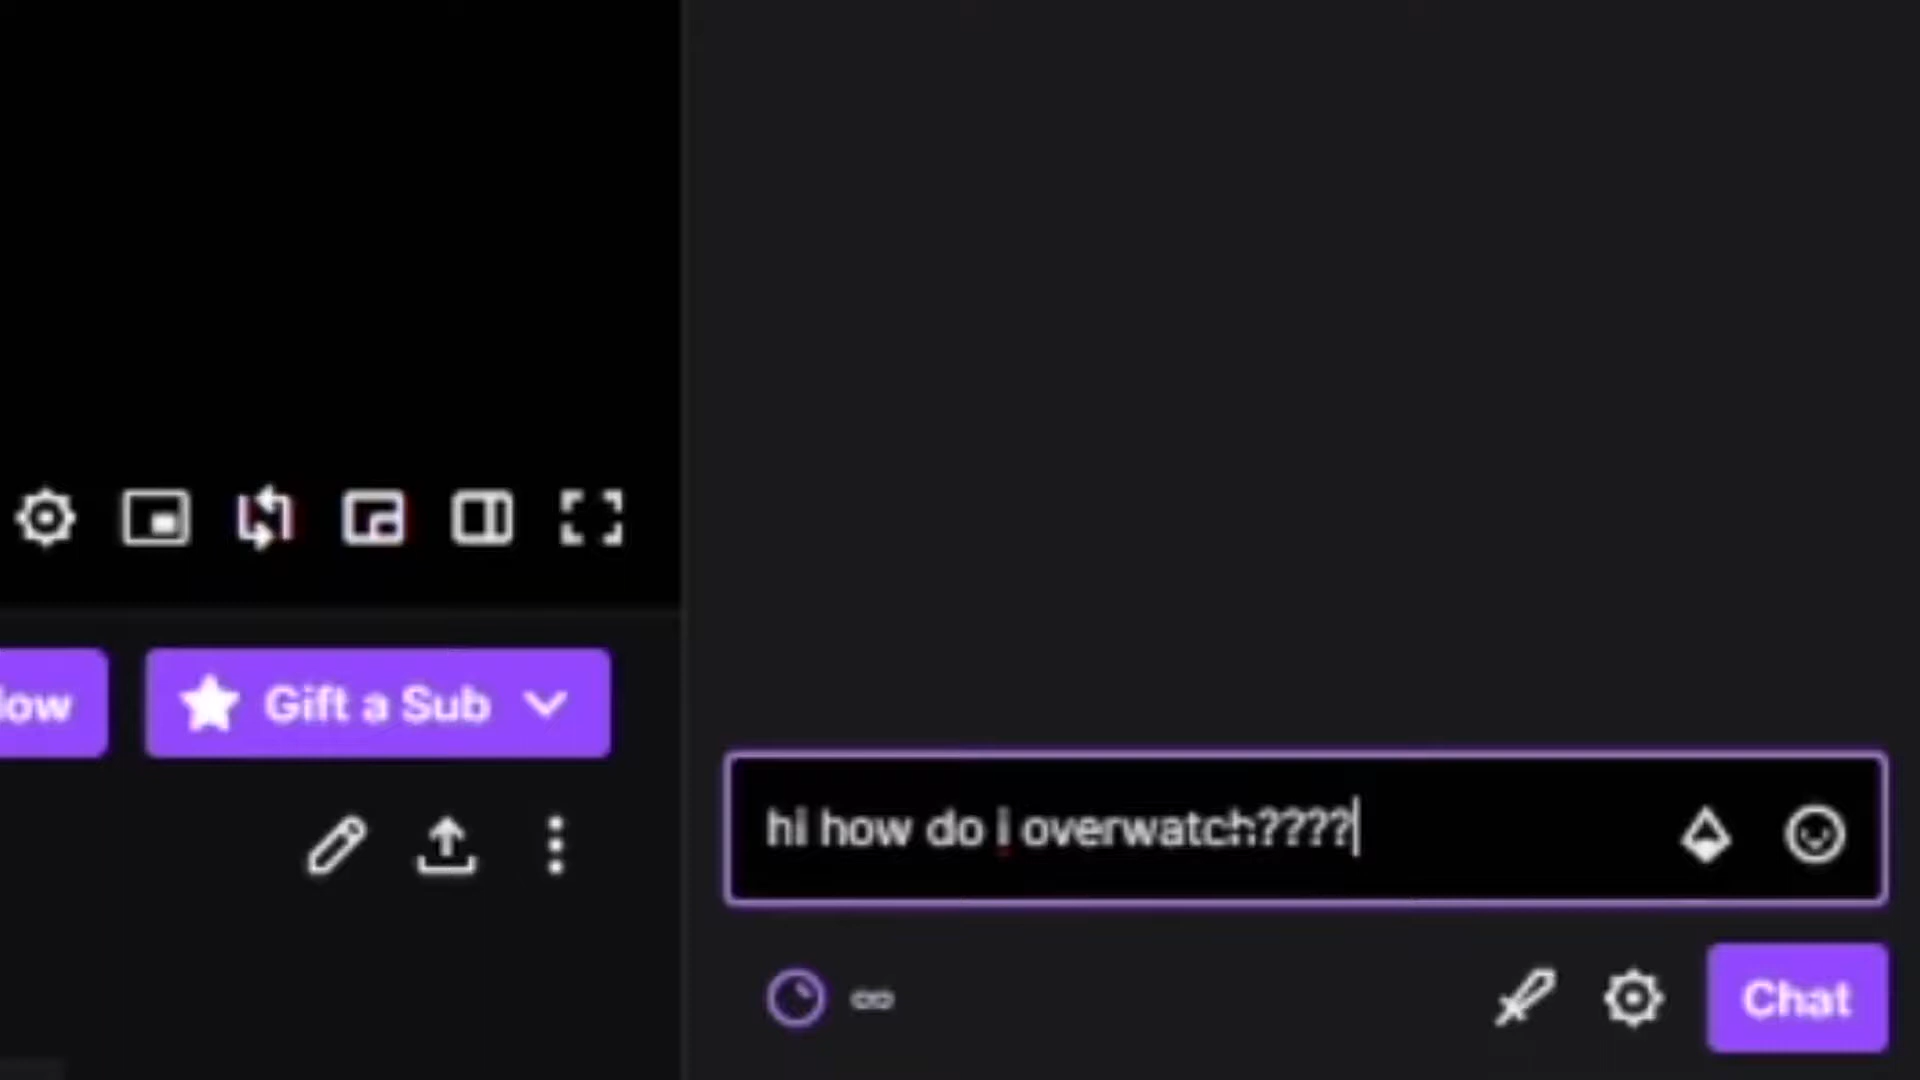 low
Gift a Sub
hi how do i overwatch????
∞
Chat